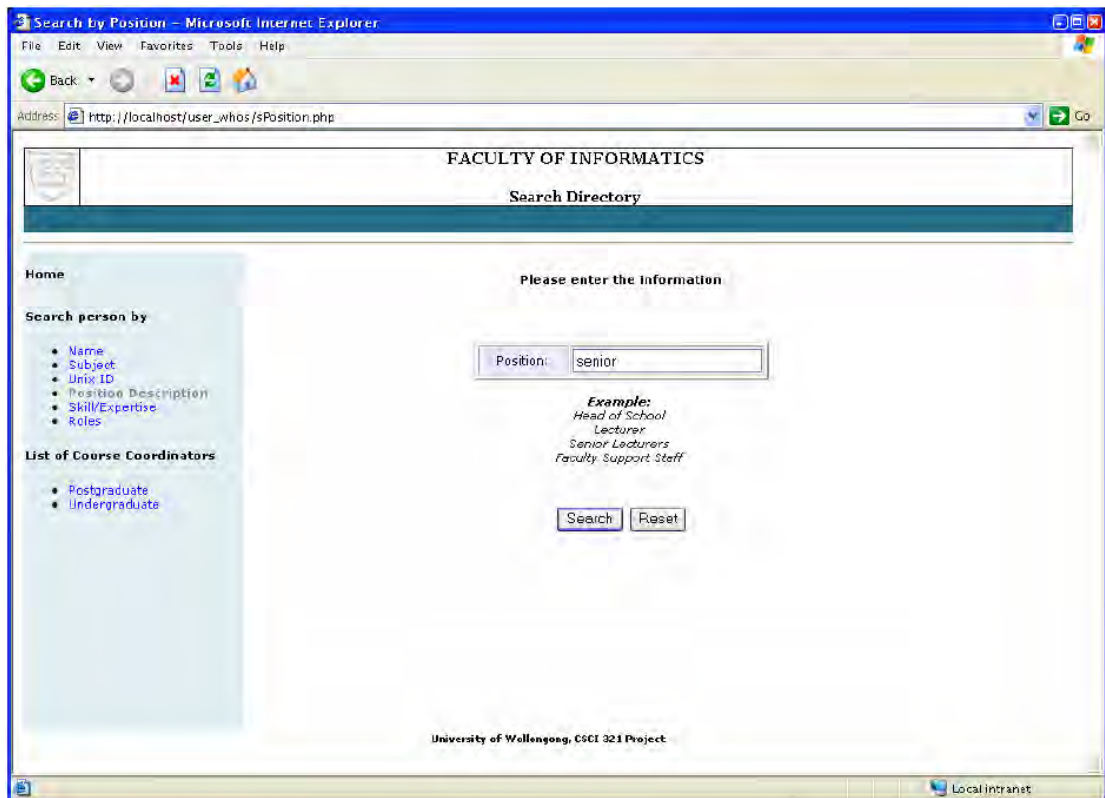 Search by Position - Microsoft Internet Explorer
File Edit View Favorites Tools Help
Back
Address http://localhost/user_whos/sPosition.php Go
FACULTY OF INFORMATICS
Search Directory
Home
Please enter the information
Search person by
Name
Subject
Unix ID
Position Description
Skill/Expertise
Roles
Position: senior
Example:
Head of School
Lecturer
Senior Lecturers
Faculty Support Staff
List of Course Coordinators
Postgraduate
Undergraduate
Search Reset
University of Wollongong, CSCI 321 Project
Local intranet